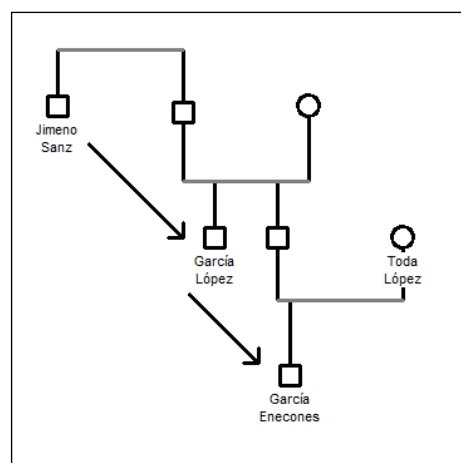 Jimeno
Sanz
García
López
Toda
López
García
Enecones